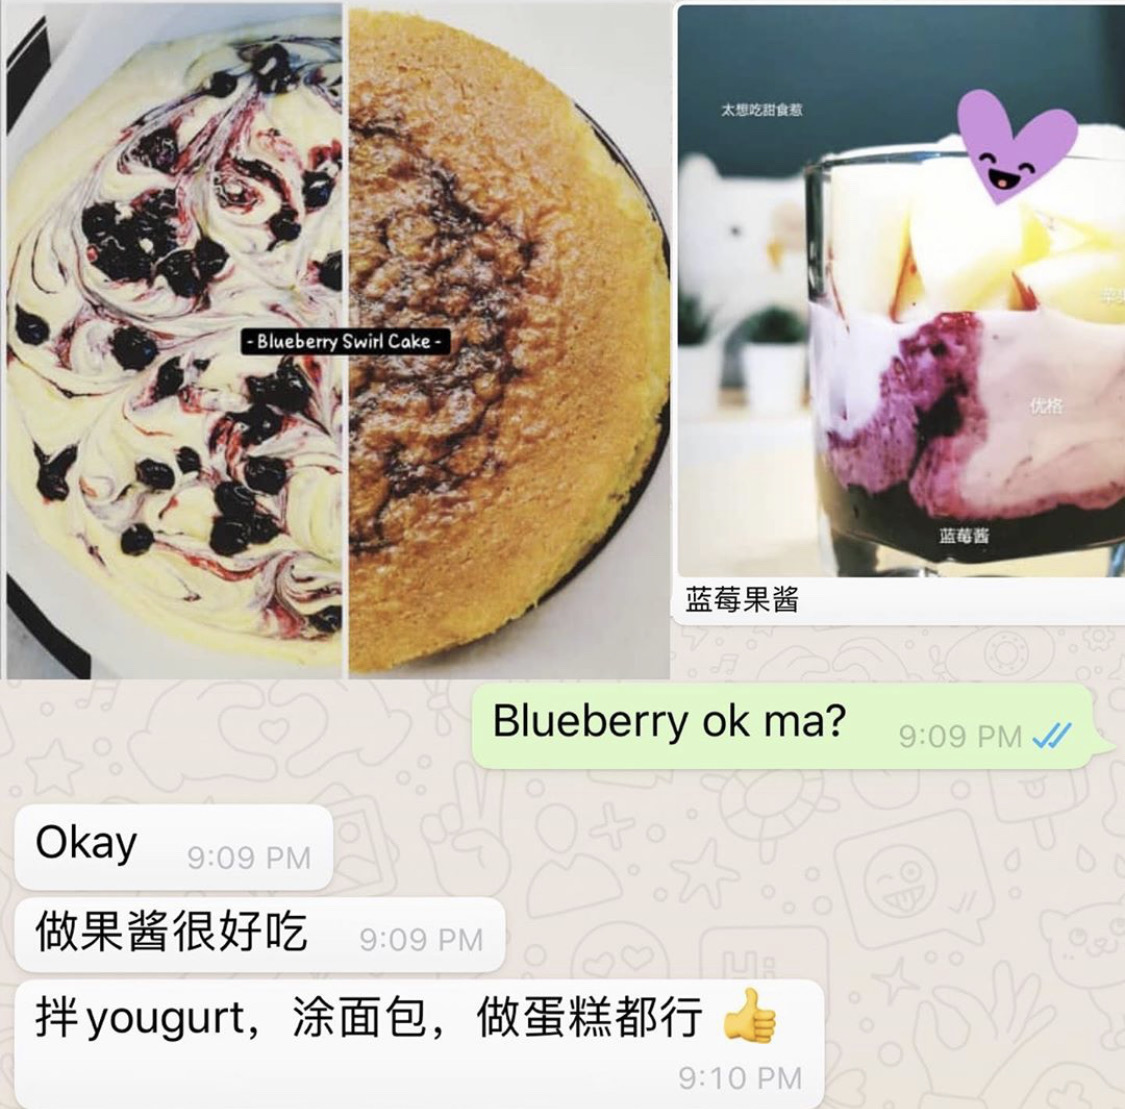 - Blueberry Swirl Cake -
太想吃甜食惹
优格
蓝莓酱
蓝莓果酱
Blueberry ok ma?
9:09 PM
Okay
9:09 PM
做果酱很好吃
9:09 PM
拌yougurt，涂面包，做蛋糕都行 👍
9:10 PM